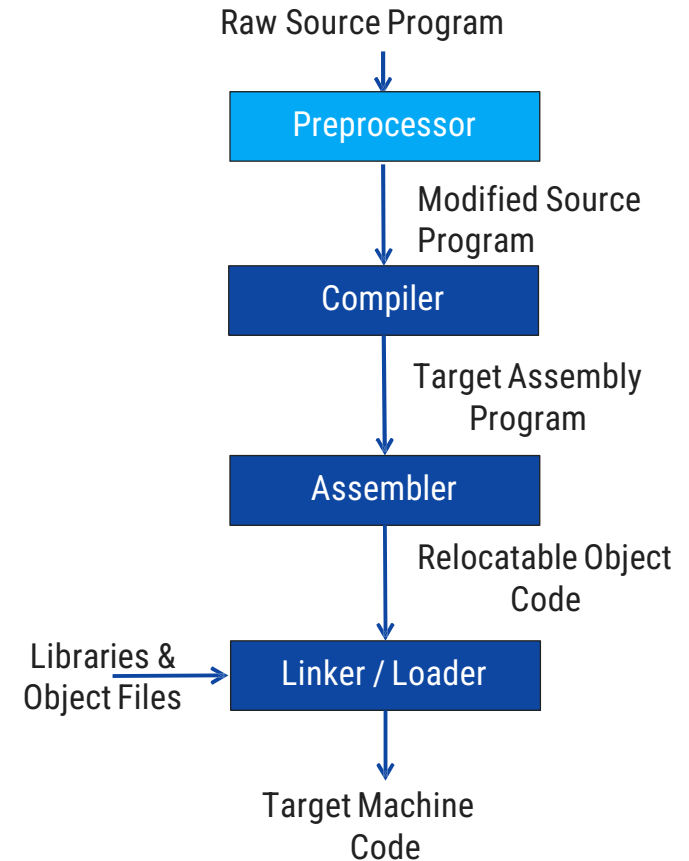 Raw Source Program
Preprocessor
Modified Source
Program
Compiler
Target Assembly
Program
Assembler
Relocatable Object
Code
Libraries &
Object Files
Linker / Loader
Target Machine
Code